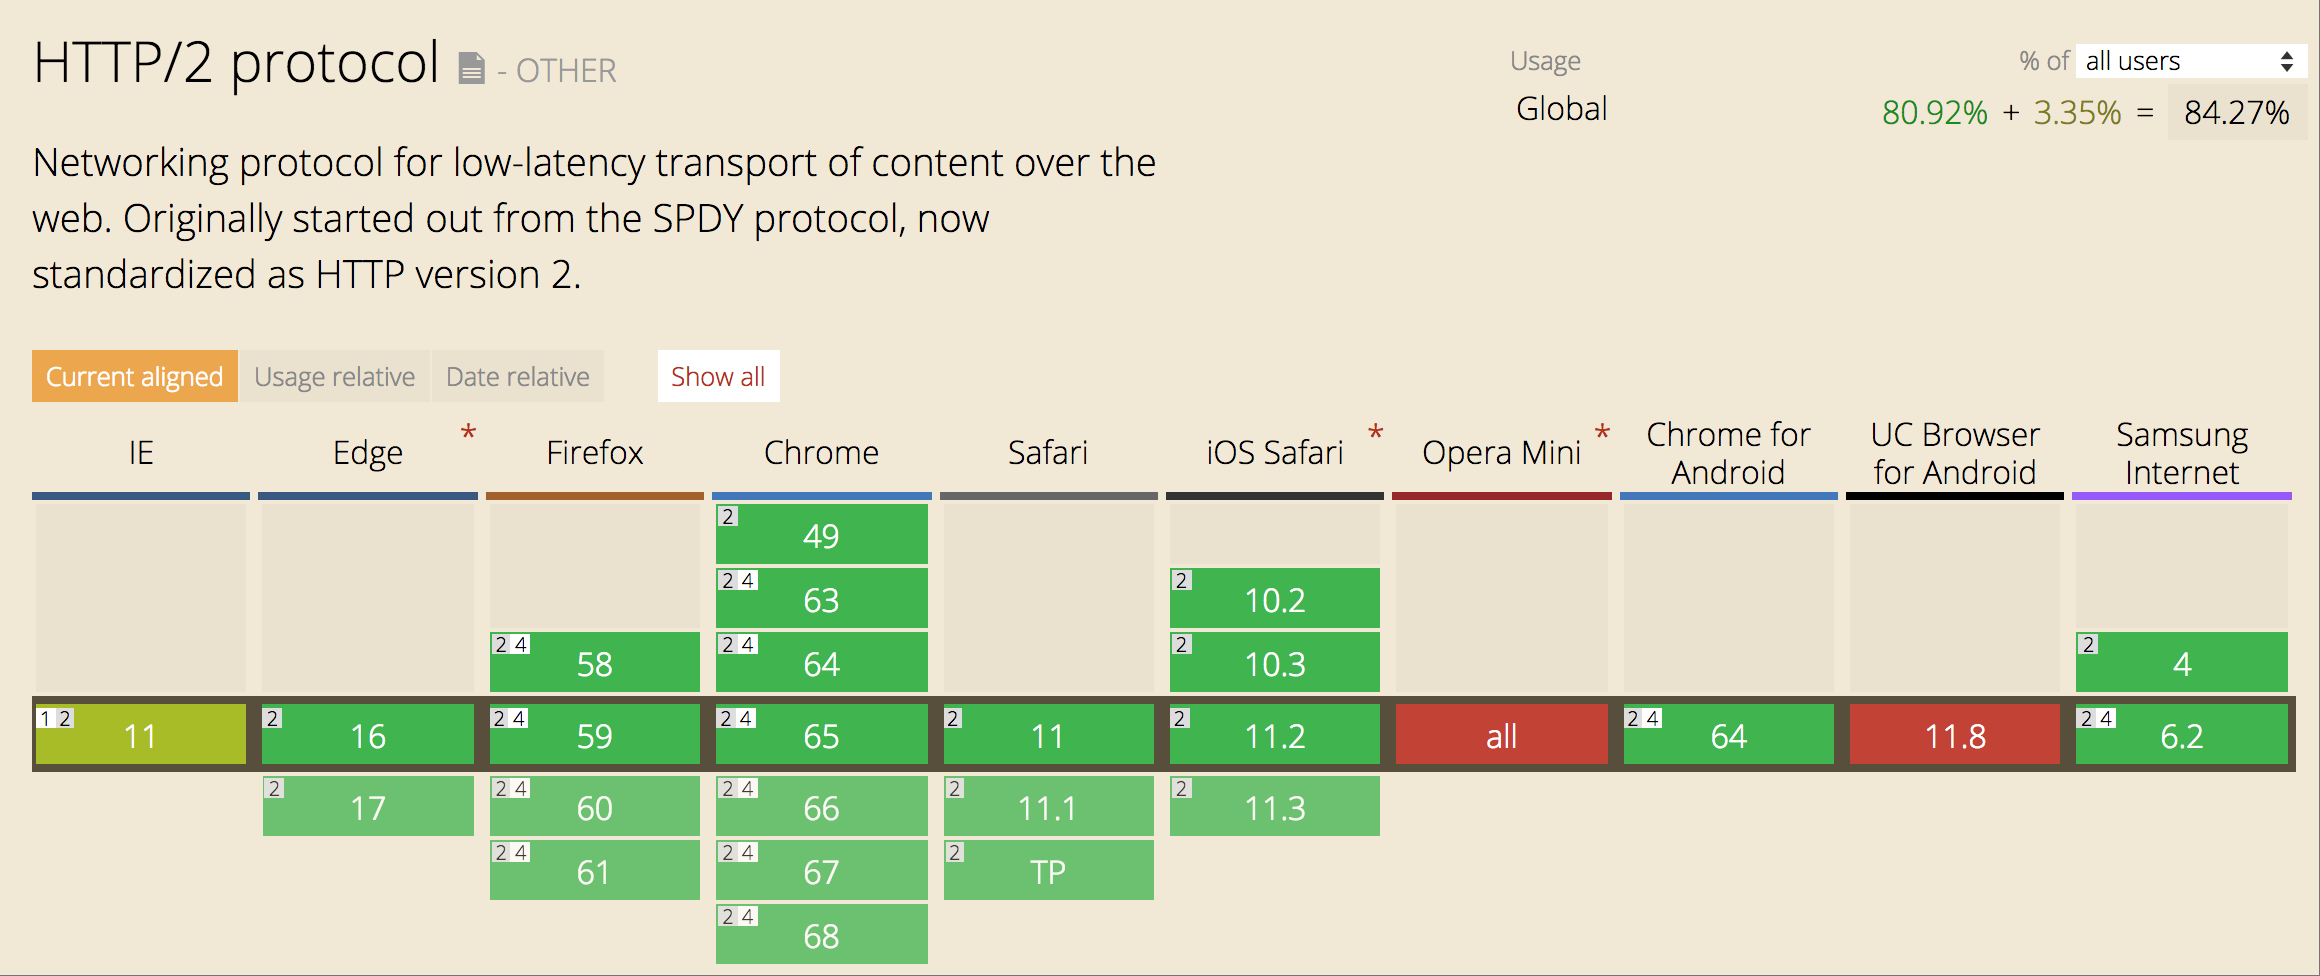 HTTP/2 protocol - OTHER
Usage % of all users
Global 80.92% + 3.35% = 84.27%
Networking protocol for low-latency transport of content over the
web. Originally started out from the SPDY protocol, now
standardized as HTTP version 2.
Current aligned Usage relative Date relative Show all
IE Edge * Firefox Chrome Safari iOS Safari * Opera Mini * Chrome for Android UC Browser for Android Samsung Internet
2 49
2 4 63 2 10.2
2 4 58 2 4 64 2 10.3 2 4
1 2 11 2 16 2 4 59 2 4 65 2 11 2 11.2 all 2 4 64 11.8 2 4 6.2
2 17 2 4 60 2 4 66 2 11.1 2 11.3
2 4 61 2 4 67 2 TP
2 4 68